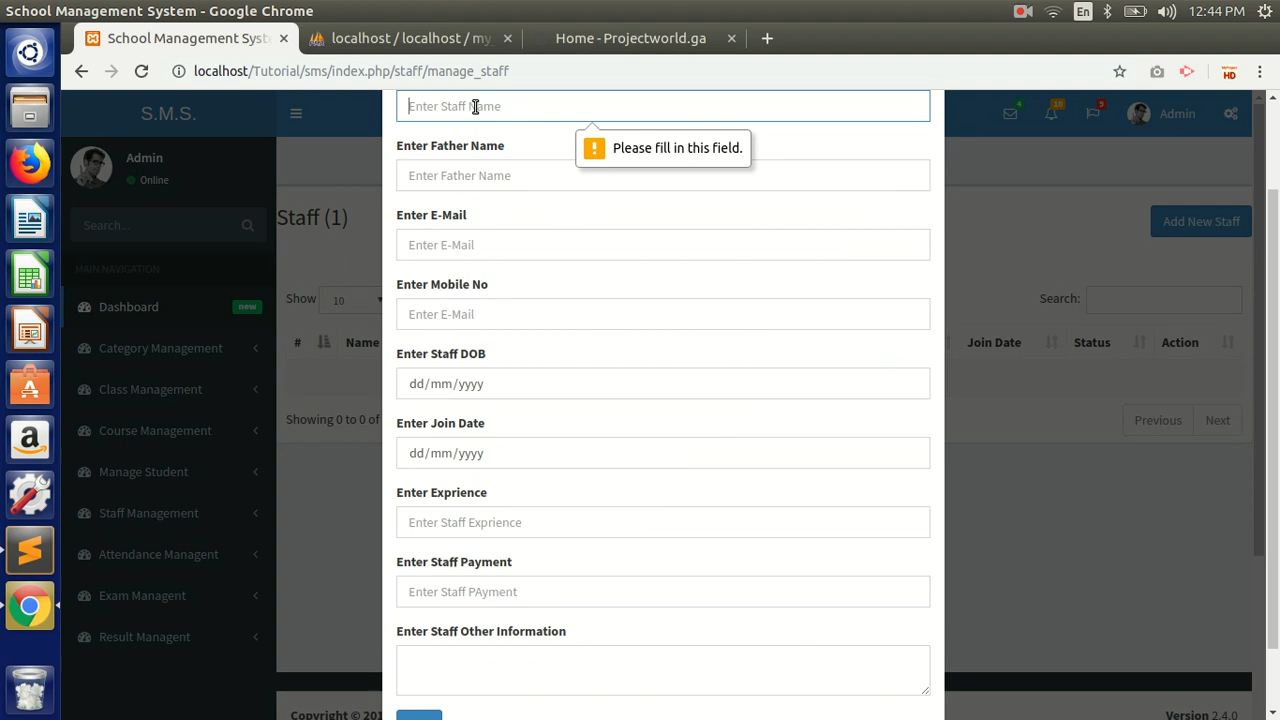 School Management System - Google Chrome
En
12:44 PM
School Management Syst
localhost / localhost / my_
Home - Projectworld.ga
localhost/Tutorial/sms/index.php/staff/manage_staff
S.M.S.
Enter Staff Name
4
10
9
Admin
Please fill in this field.
Admin
Online
Enter Father Name
Enter Father Name
Search...
Staff (1)
Add New Staff
Enter E-Mail
Enter E-Mail
MAIN NAVIGATION
Dashboard
new
Category Management
Class Management
Course Management
Manage Student
Staff Management
Attendance Managent
Exam Managent
Result Managent
Show
10
Search:
Enter Mobile No
Enter E-Mail
#
Name
Join Date
Status
Action
Enter Staff DOB
dd/mm/yyyy
Showing 0 to 0 of
Previous
Next
Enter Join Date
dd/mm/yyyy
Enter Exprience
Enter Staff Exprience
Enter Staff Payment
Enter Staff PAyment
Enter Staff Other Information
Copyright © 201
Version 2.4.0